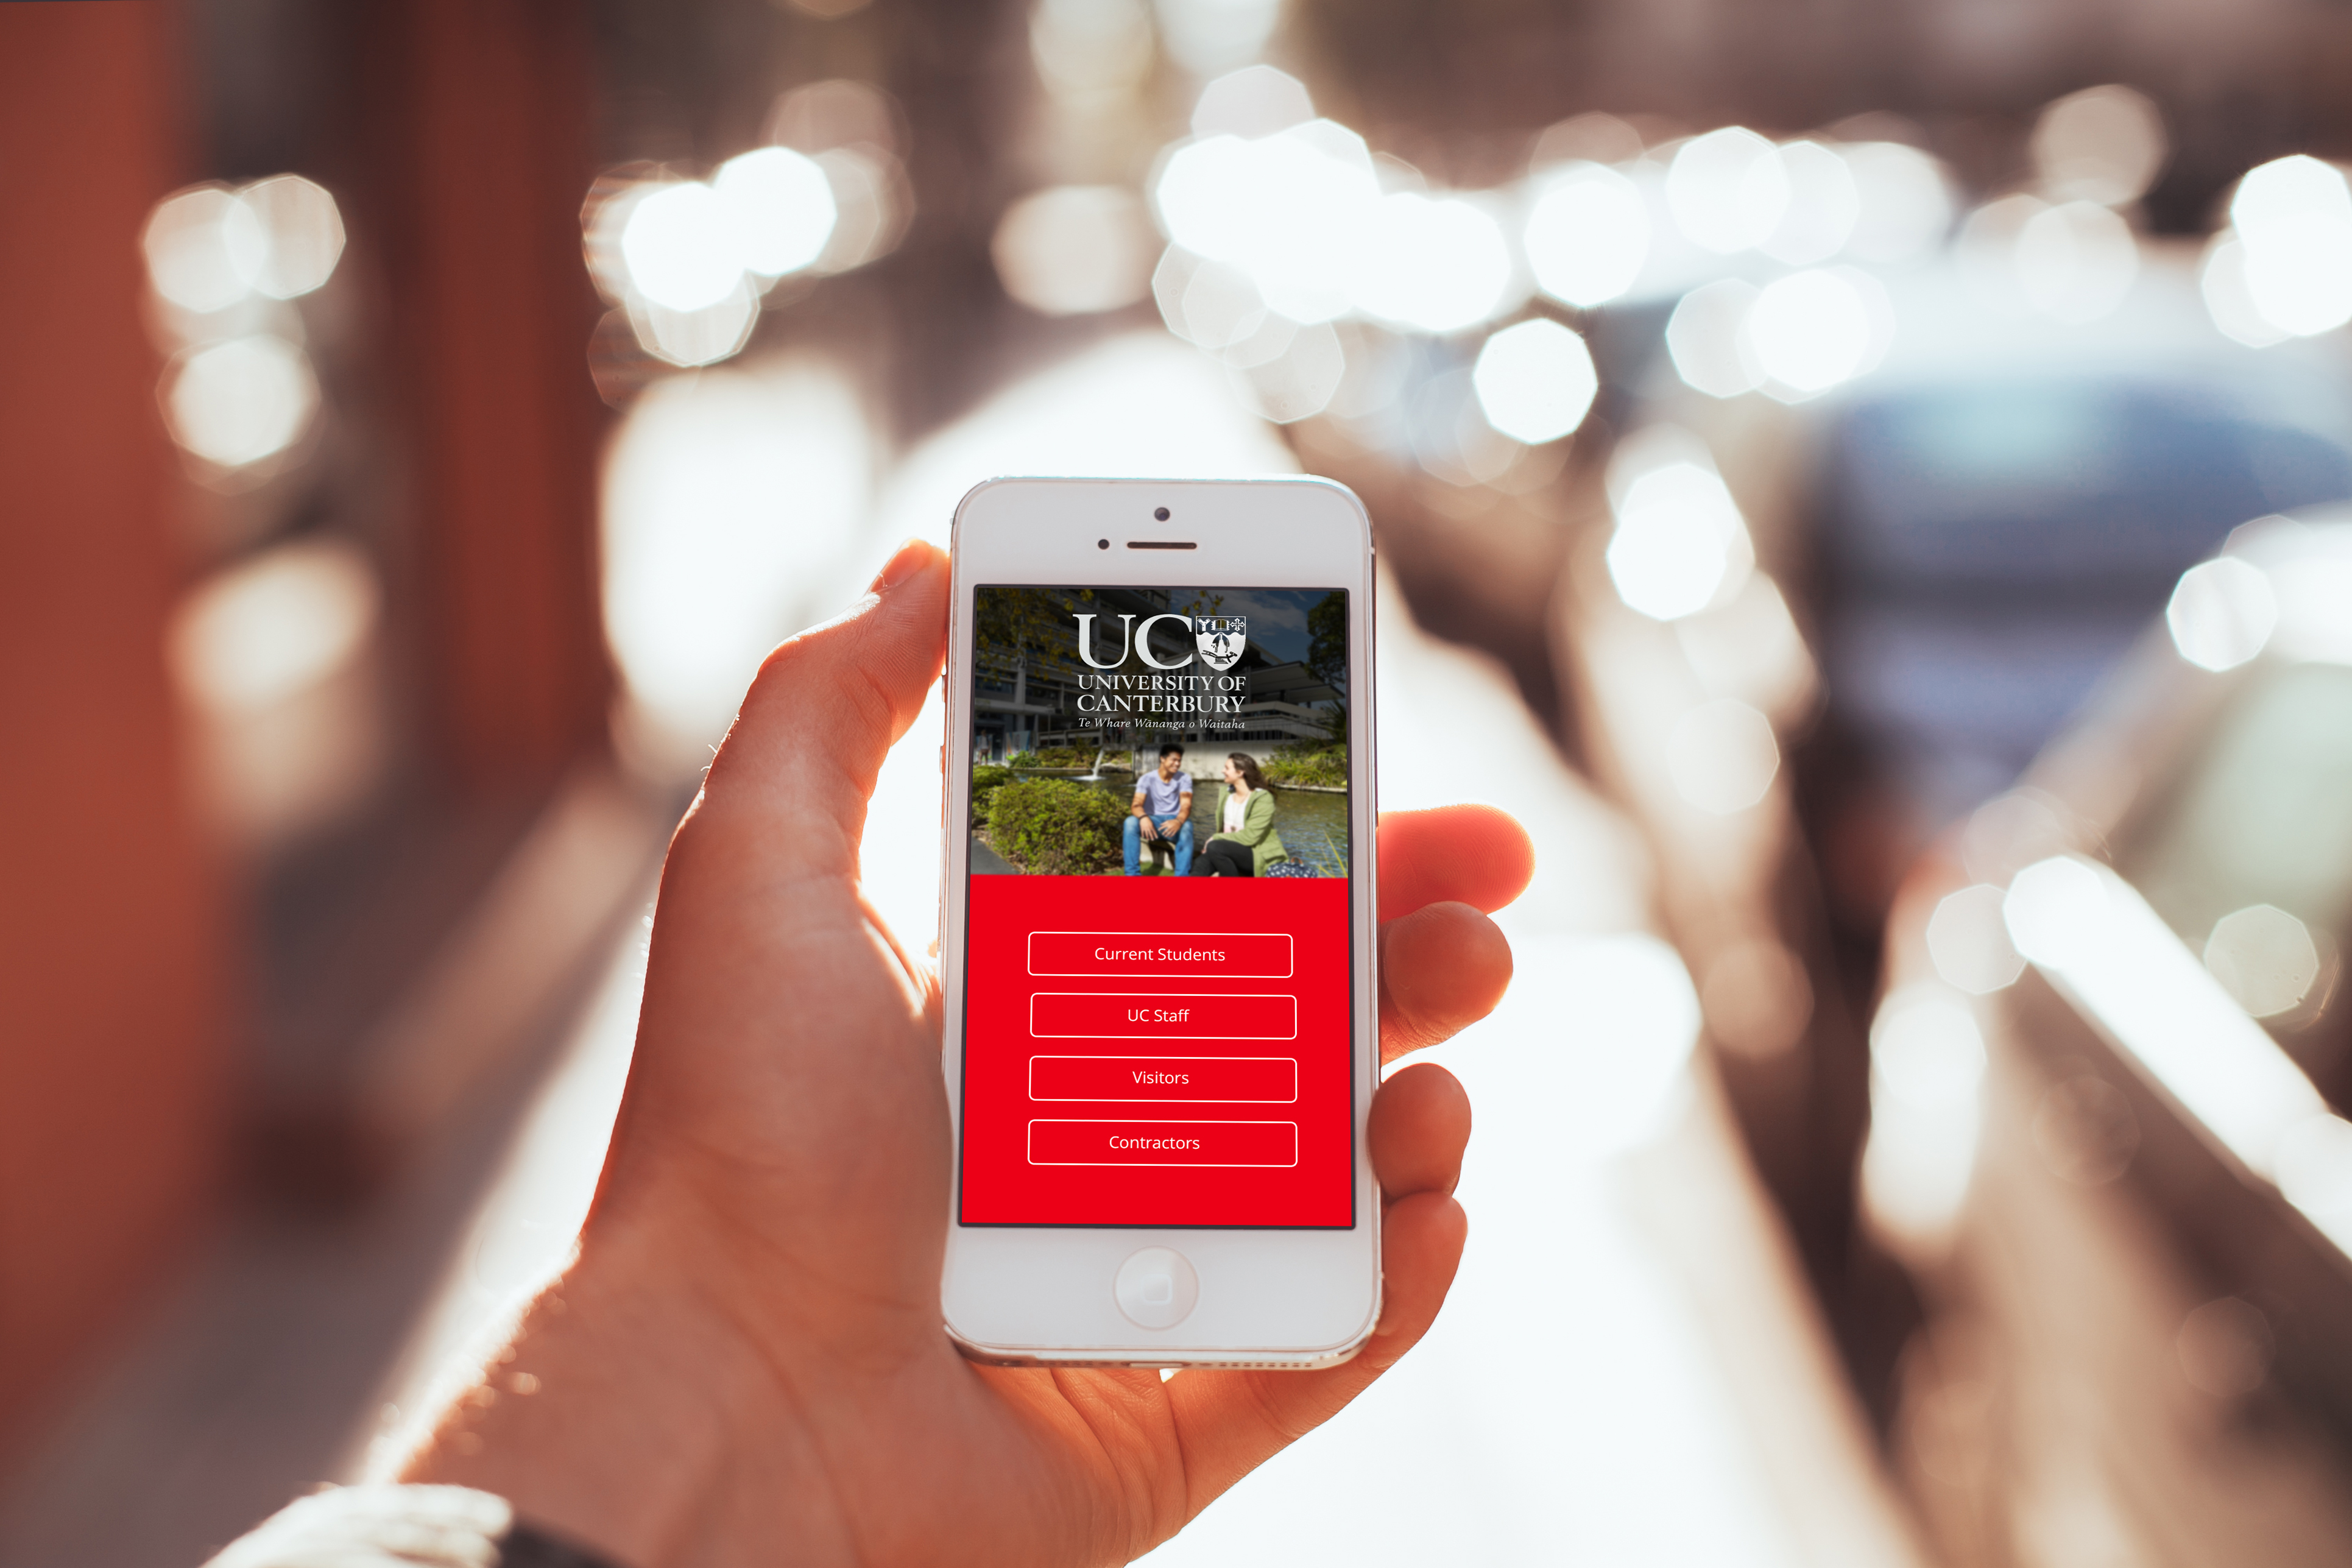 UC
UNIVERSITY OF
CANTERBURY
Te Whare Wānanga o Waitaha
Current Students
UC Staff
Visitors
Contractors